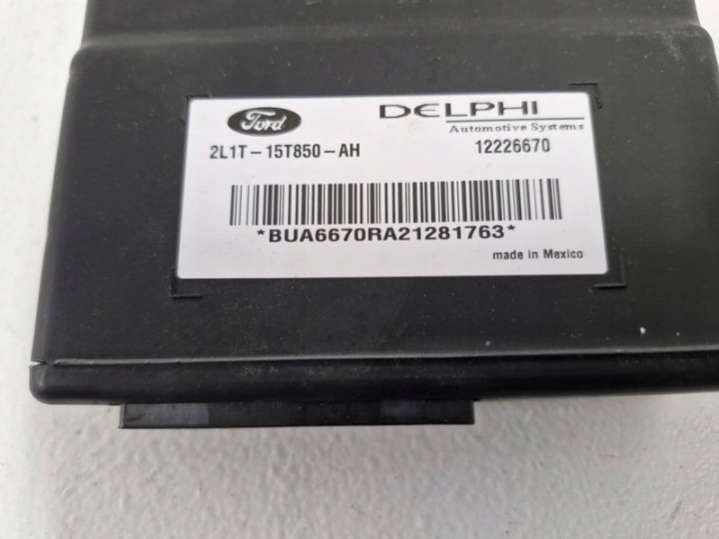 Ford DELPHI
Automotive Systems
2L1T-15T850-AH 12226670
*BUA6670RA21281763*
made in Mexico